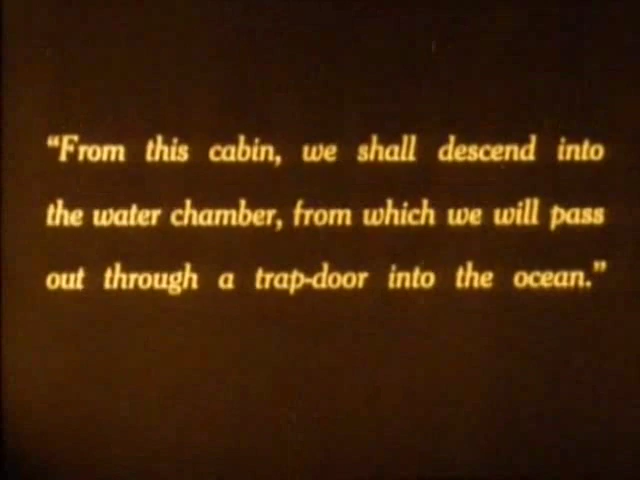 “From this cabin, we shall descend into
the water chamber, from which we will pass
out through a trap-door into the ocean.”